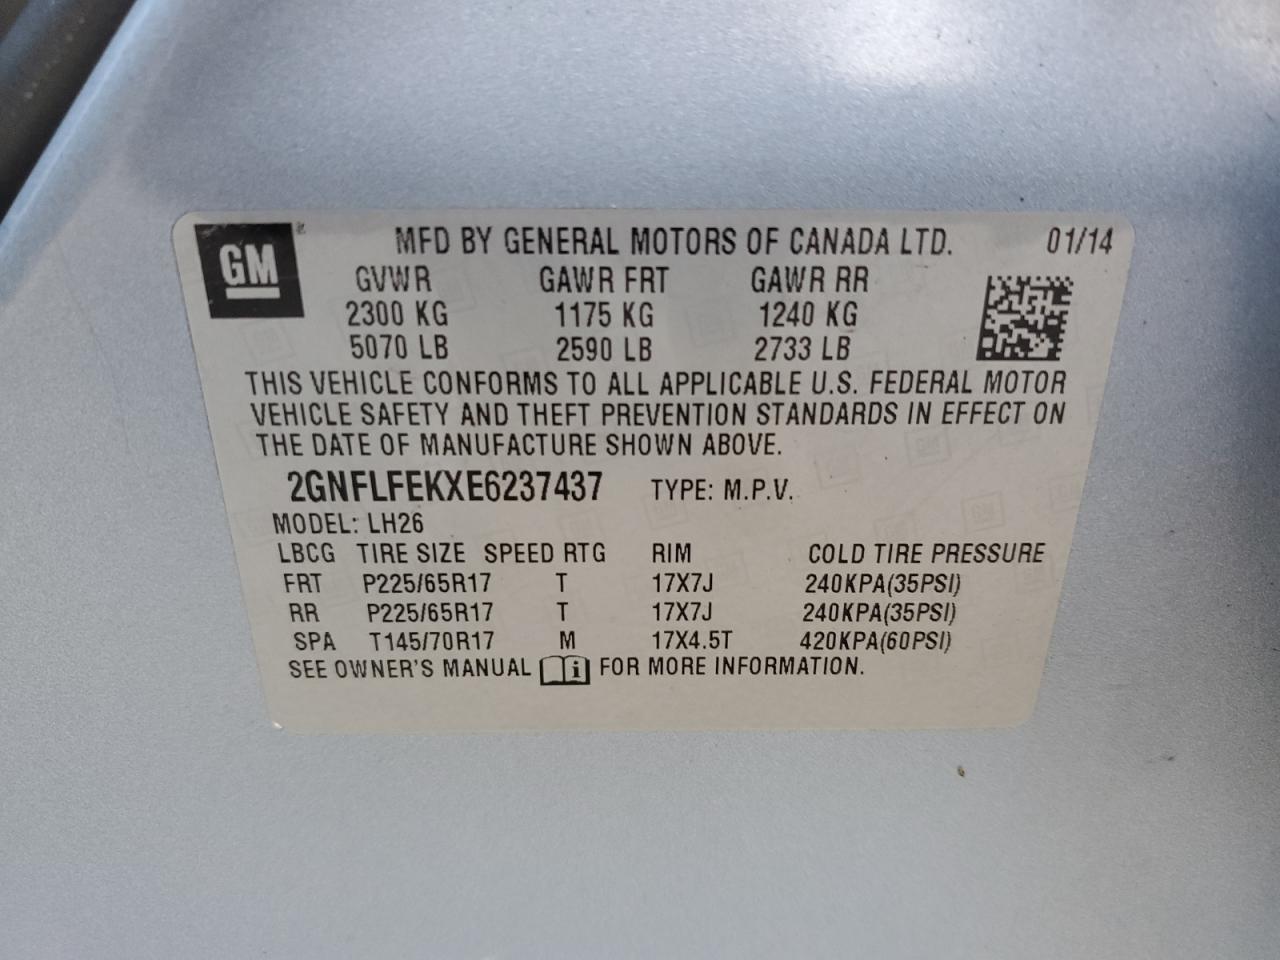 GM MFD BY GENERAL MOTORS OF CANADA LTD. 01/14
GVWR GAWR FRT GAWR RR
2300 KG 1175 KG 1240 KG
5070 LB 2590 LB 2733 LB
THIS VEHICLE CONFORMS TO ALL APPLICABLE U.S. FEDERAL MOTOR
VEHICLE SAFETY AND THEFT PREVENTION STANDARDS IN EFFECT ON
THE DATE OF MANUFACTURE SHOWN ABOVE.
2GNFLFEKXE6237437 TYPE: M.P.V.
MODEL: LH26
LBCG TIRE SIZE SPEED RTG RIM COLD TIRE PRESSURE
FRT P225/65R17 T 17X7J 240KPA(35PSI)
RR P225/65R17 T 17X7J 240KPA(35PSI)
SPA T145/70R17 M 17X4.5T 420KPA(60PSI)
SEE OWNER'S MANUAL i FOR MORE INFORMATION.